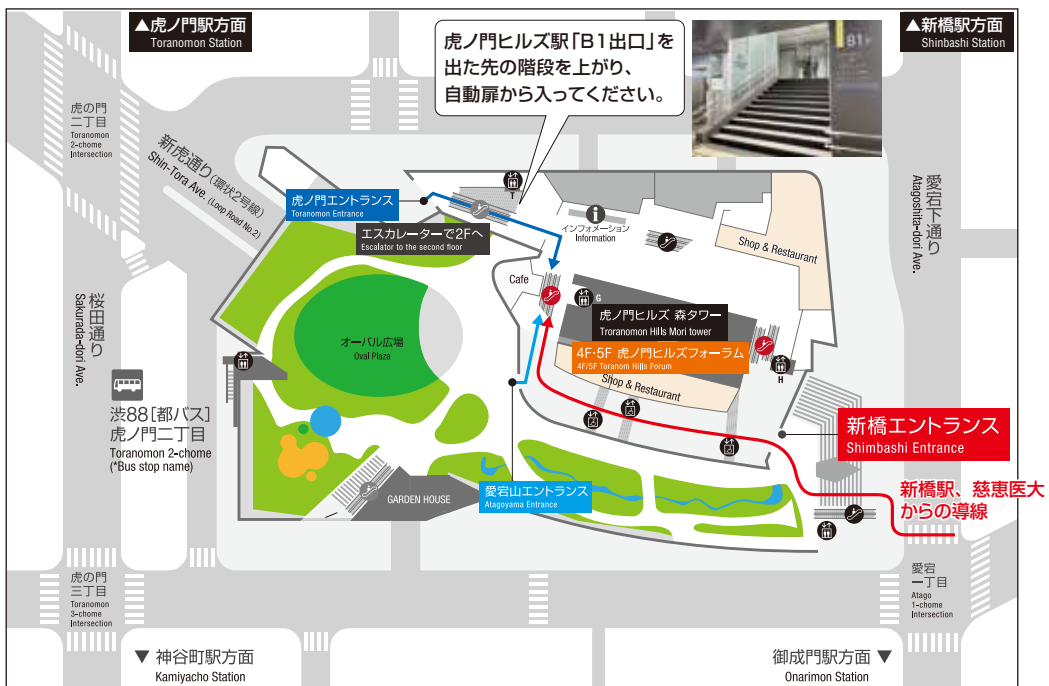 ▲虎ノ門駅方面
Toranomon Station
虎ノ門ヒルズ駅「B1出口」を
出た先の階段を上がり、
自動扉から入ってください。
B1
▲新橋駅方面
Shinbashi Station
虎の門
二丁目
Toranomon
2-chome
Intersection
新虎通り(環状2号線)
Shin-Tora Ave. (Loop Road No.2)
愛宕下通り
Atagoshita-dori Ave.
虎ノ門エントランス
Toranomon Entrance
T
エスカレーターで2Fへ
Escalator to the second floor
インフォメーション
Information
Shop & Restaurant
Cafe
G
虎ノ門ヒルズ 森タワー
Troranomon Hills Mori tower
4F・5F 虎ノ門ヒルズフォーラム
4F/5F Toranom Hills Forum
Shop & Restaurant
H
桜田通り
Sakurada-dori Ave.
オーバル広場
Oval Plaza
渋88[都バス]
虎ノ門二丁目
Toranomon 2-chome
(*Bus stop name)
新橋エントランス
Shimbashi Entrance
GARDEN HOUSE
愛宕山エントランス
Atagoyama Entrance
新橋駅、慈恵医大
からの導線
虎の門
三丁目
Toranomon
3-chome
Intersection
愛宕
一丁目
Atago
1-chome
Intersection
▼ 神谷町駅方面
Kamiyacho Station
御成門駅方面 ▼
Onarimon Station